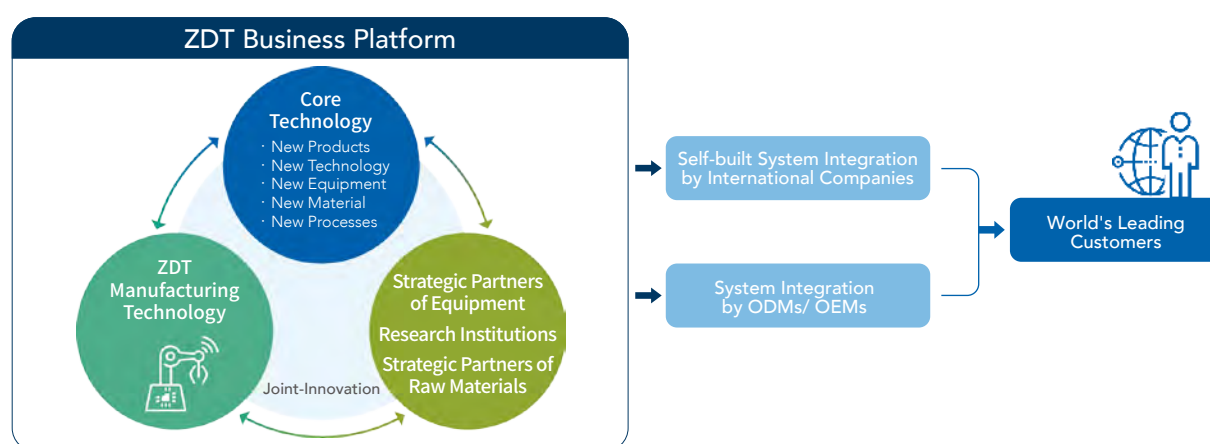 ZDT Business Platform
Core
Technology
· New Products
· New Technology
· New Equipment
· New Material
· New Processes
ZDT
Manufacturing
Technology
Strategic Partners
of Equipment
Research Institutions
Strategic Partners of
Raw Materials
Joint-Innovation
Self-built System Integration
by International Companies
System Integration
by ODMs/ OEMs
World's Leading
Customers